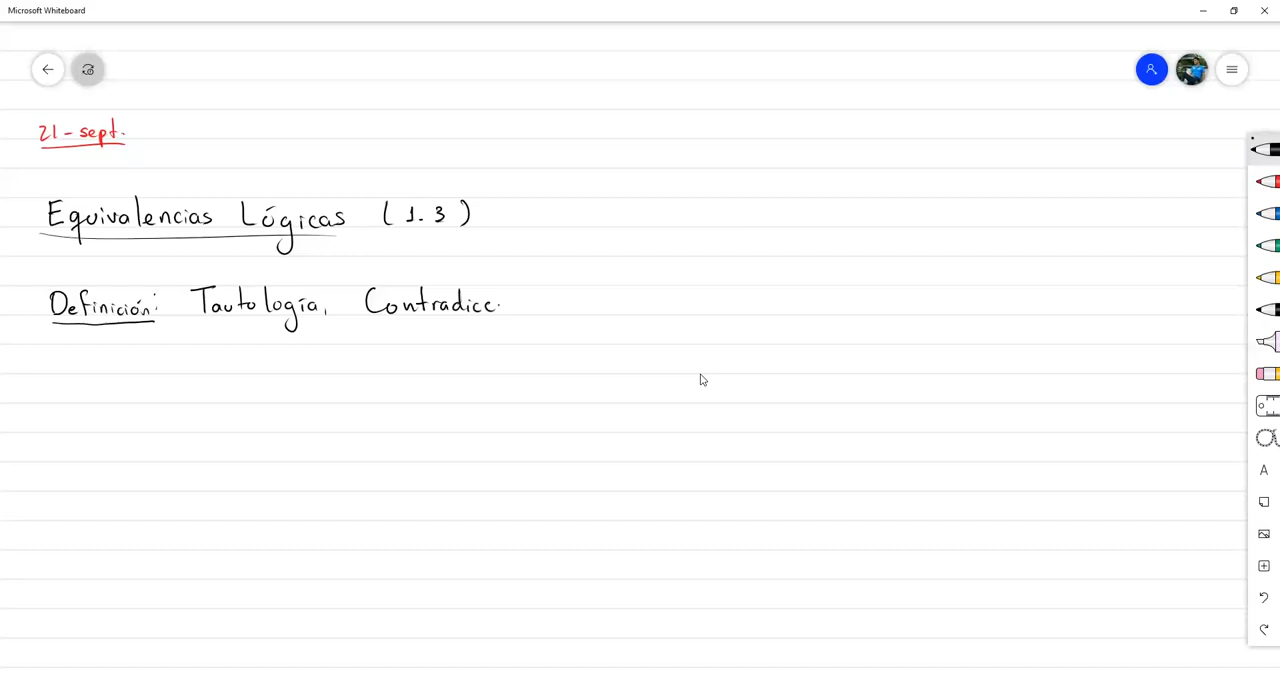 Microsoft Whiteboard
21 - sept.
Equivalencias Lógicas (1.3)
Definición: Tautología, Contradicc.
A